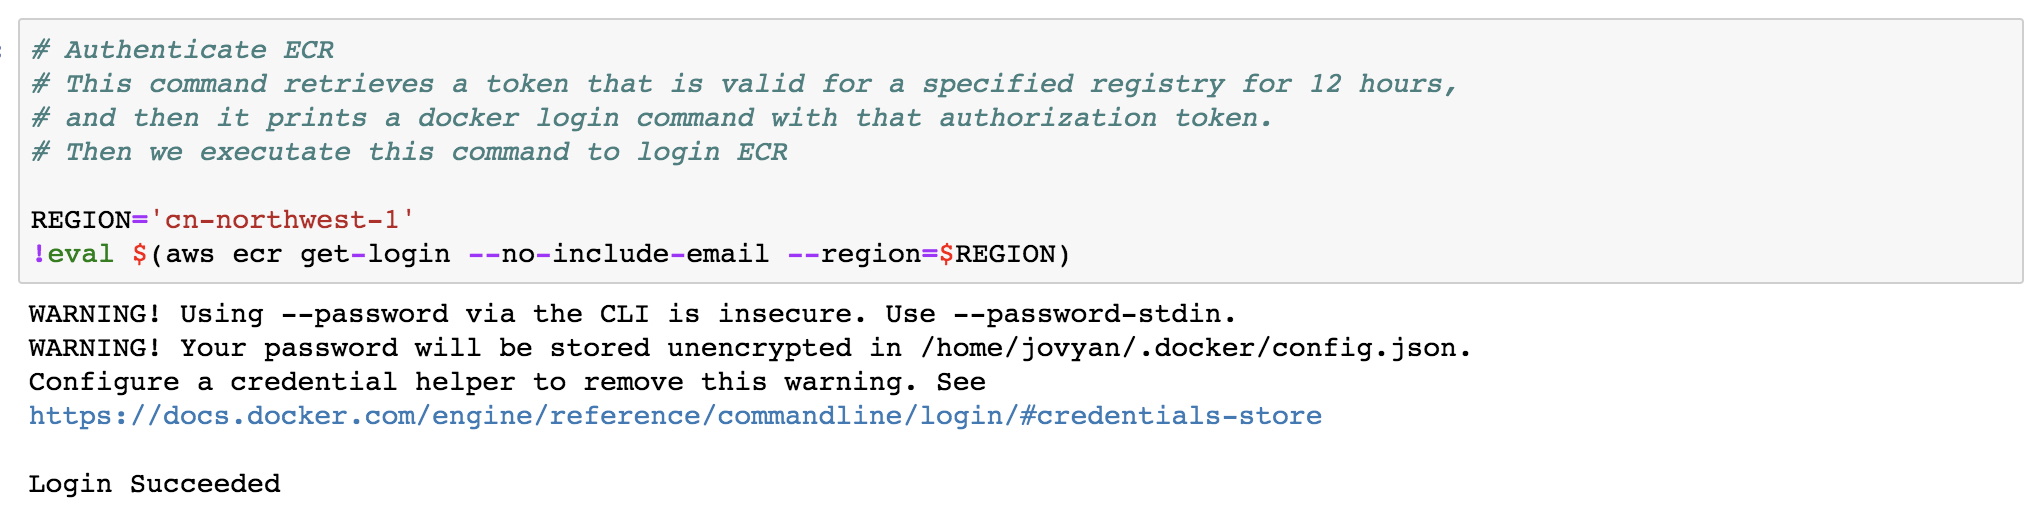 # Authenticate ECR
# This command retrieves a token that is valid for a specified registry for 12 hours,
# and then it prints a docker login command with that authorization token.
# Then we executate this command to login ECR
REGION='cn-northwest-1'
!eval $(aws ecr get-login --no-include-email --region=$REGION)
WARNING! Using --password via the CLI is insecure. Use --password-stdin.
WARNING! Your password will be stored unencrypted in /home/jovyan/.docker/config.json.
Configure a credential helper to remove this warning. See
https://docs.docker.com/engine/reference/commandline/login/#credentials-store
Login Succeeded